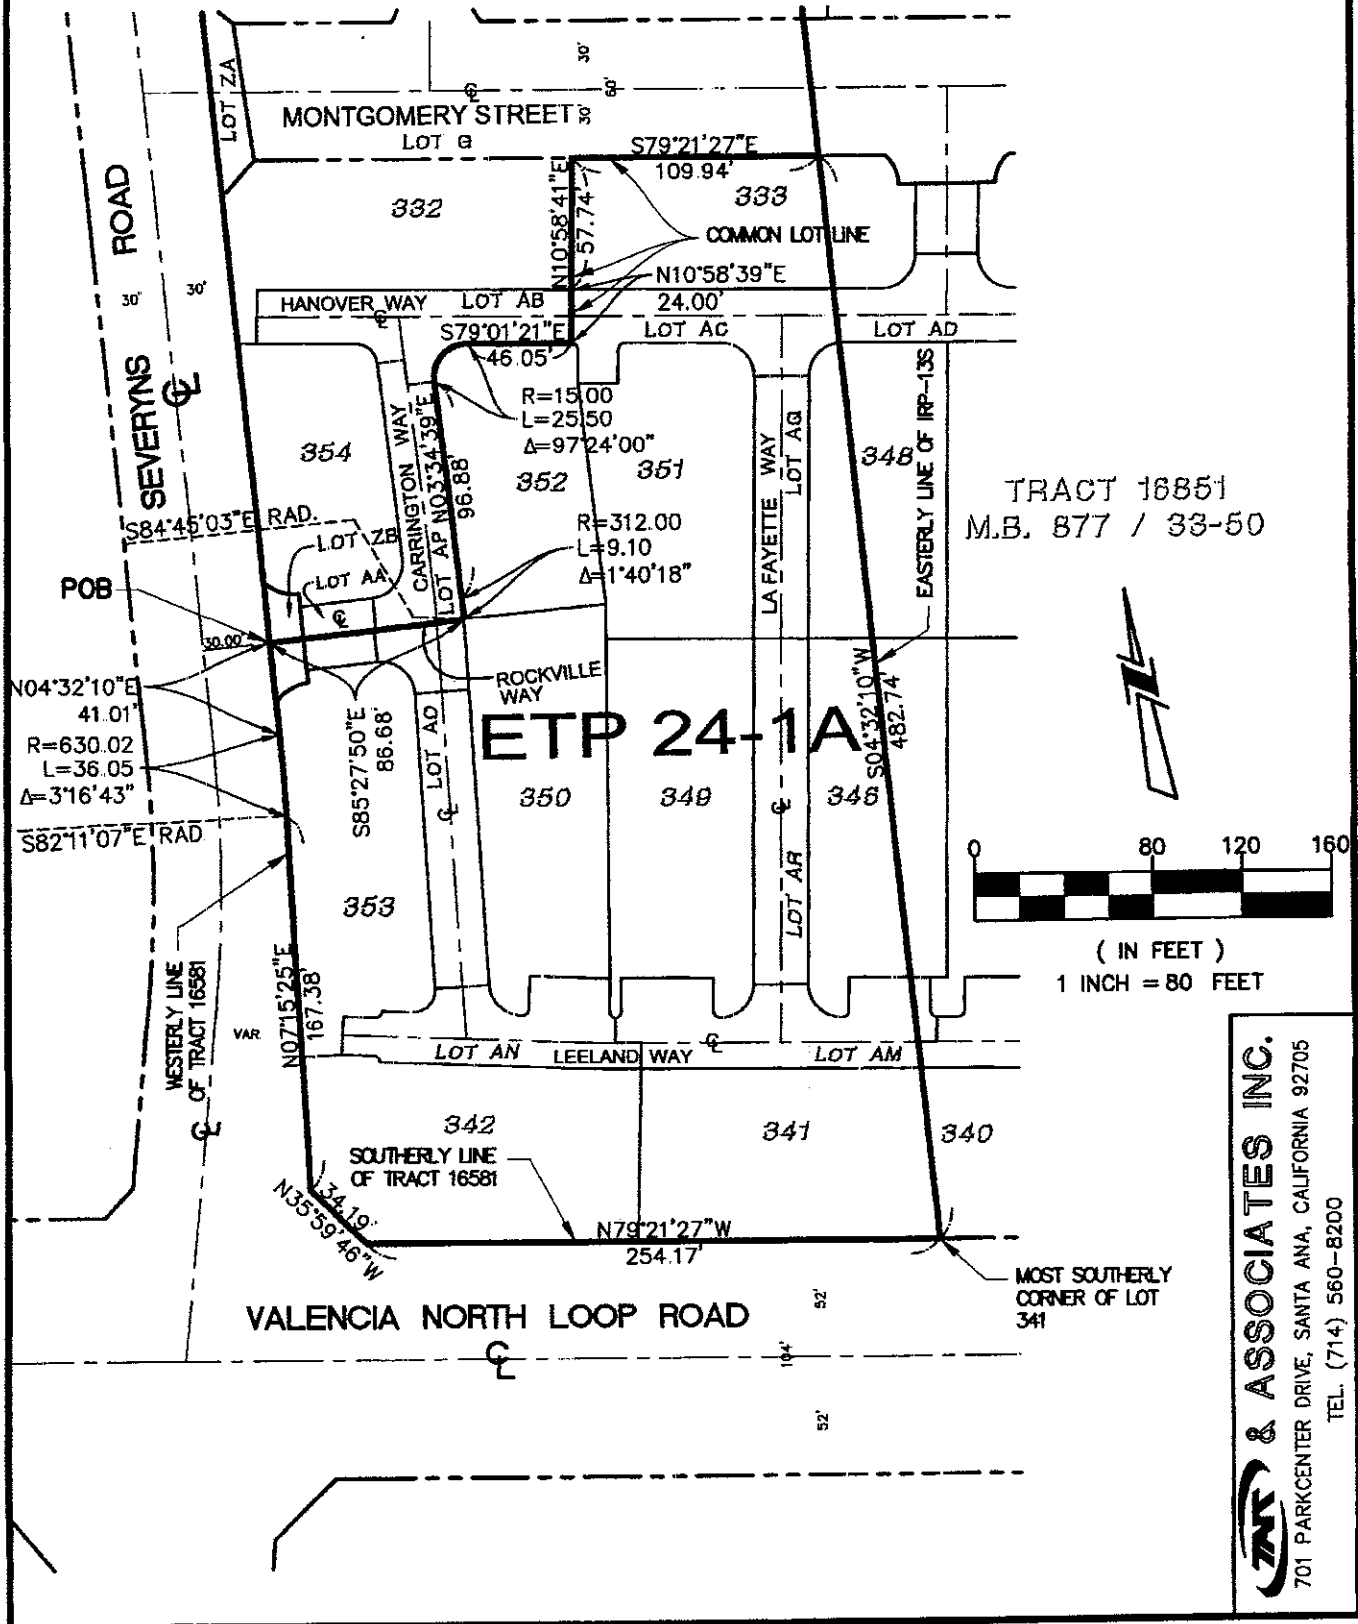 30'
60'
30'
LOT ZA
MONTGOMERY STREET
LOT G
S79°21'27"E
109.94'
332
333
N10°58'41"E
57.74'
COMMON LOT LINE
N10°58'39"E
24.00'
ROAD
SEVERYNS
30'
30'
HANOVER WAY
LOT AB
LOT AC
LOT AD
S79°01'21"E
46.05'
R=15.00
L=25.50
Δ=97°24'00"
354
352
351
348
CARRINGTON WAY
LOT AP
N03°34'39"E
96.88'
LAFAYETTE WAY
LOT AQ
EASTERLY LINE OF IRP-13S
TRACT 16851
M.B. 877 / 33-50
S84°45'03"E RAD.
LOT ZB
LOT AA
R=312.00
L=9.10
Δ=1°40'18"
POB
30.00'
N04°32'10"E
41.01'
R=630.02
L=36.05
Δ=3°16'43"
S82°11'07"E RAD.
ROCKVILLE
WAY
S85°27'50"E
86.68'
LOT AO
ETP 24-1A
S04°32'10"W
482.74'
350
349
346
353
LOT AR
0 80 120 160
( IN FEET )
1 INCH = 80 FEET
WESTERLY LINE
OF TRACT 16581
VAR.
N07°15'25"E
167.38'
LOT AN
LEELAND WAY
LOT AM
342
341
340
SOUTHERLY LINE
OF TRACT 16581
34.19'
N35°59'46"W
N79°21'27"W
254.17'
MOST SOUTHERLY
CORNER OF LOT
341
VALENCIA NORTH LOOP ROAD
52'
104'
52'
TNT & ASSOCIATES INC.
701 PARKCENTER DRIVE, SANTA ANA, CALIFORNIA 92705
TEL. (714) 560-8200